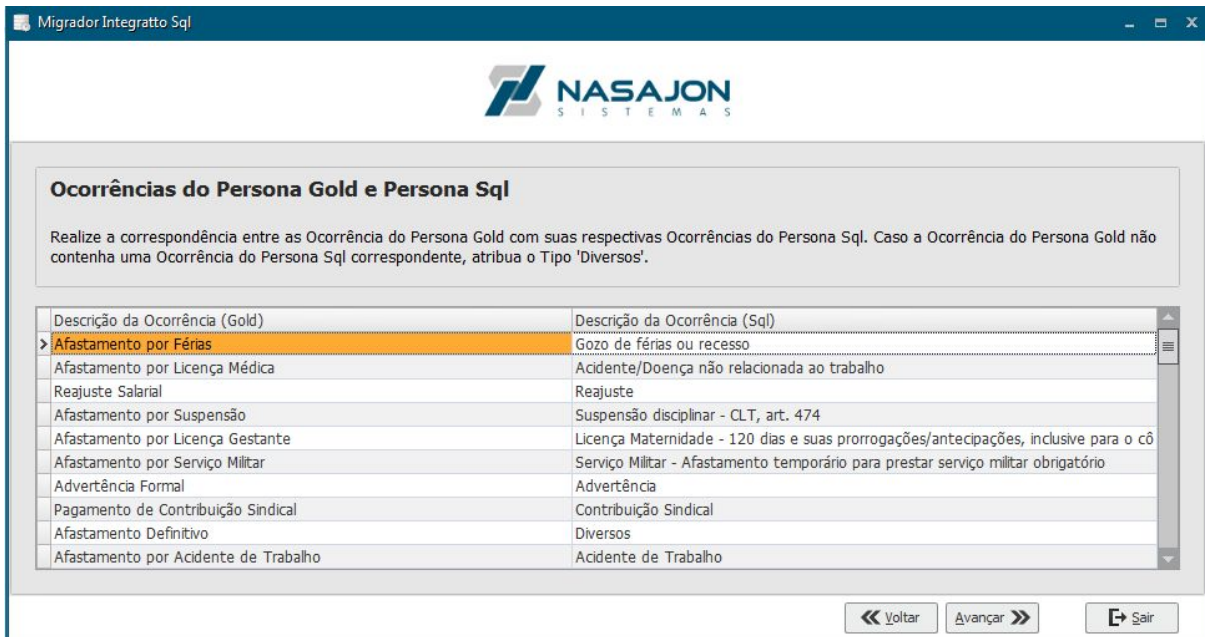 Migrador Integratto Sql
NASAJON
SISTEMAS
Ocorrências do Persona Gold e Persona Sql
Realize a correspondência entre as Ocorrência do Persona Gold com suas respectivas Ocorrências do Persona Sql. Caso a Ocorrência do Persona Gold não
contenha uma Ocorrência do Persona Sql correspondente, atribua o Tipo 'Diversos'.
Descrição da Ocorrência (Gold) Descrição da Ocorrência (Sql)
Afastamento por Férias Gozo de férias ou recesso
Afastamento por Licença Médica Acidente/Doença não relacionada ao trabalho
Reajuste Salarial Reajuste
Afastamento por Suspensão Suspensão disciplinar - CLT, art. 474
Afastamento por Licença Gestante Licença Maternidade - 120 dias e suas prorrogações/antecipações, inclusive para o cô
Afastamento por Serviço Militar Serviço Militar - Afastamento temporário para prestar serviço militar obrigatório
Advertência Formal Advertência
Pagamento de Contribuição Sindical Contribuição Sindical
Afastamento Definitivo Diversos
Afastamento por Acidente de Trabalho Acidente de Trabalho
Voltar Avançar Sair